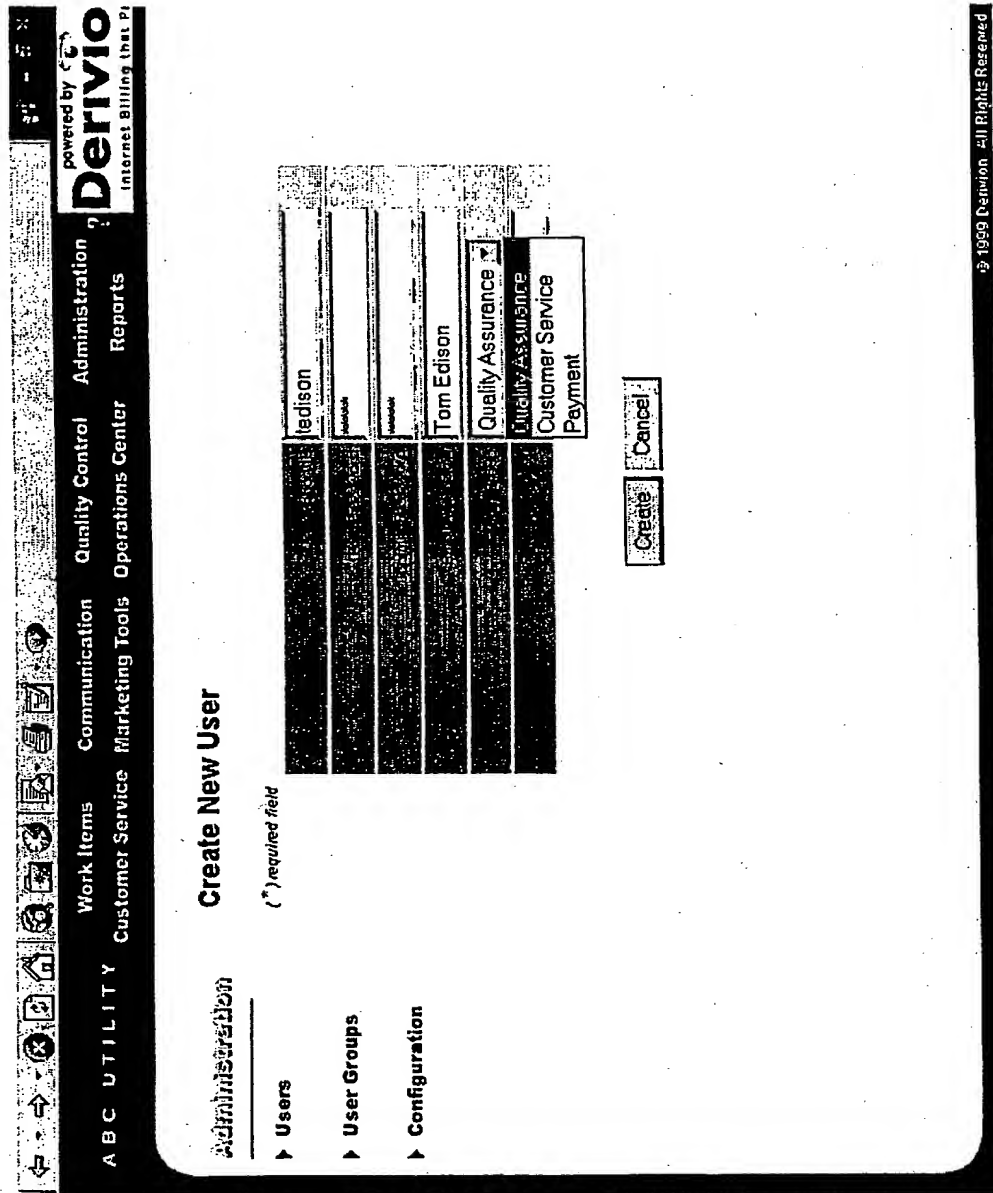 powered by
Derivio
Internet Billing that P
A B C UTILITY
Work Items Communication Quality Control Administration ?
Customer Service Marketing Tools Operations Center Reports
Administration
Users
User Groups
Configuration
Create New User
(*) required field
tedison
Tom Edison
Quality Assurance
Quality Assurance
Customer Service
Payment
Create Cancel
© 1999 Derivion All Rights Reserved